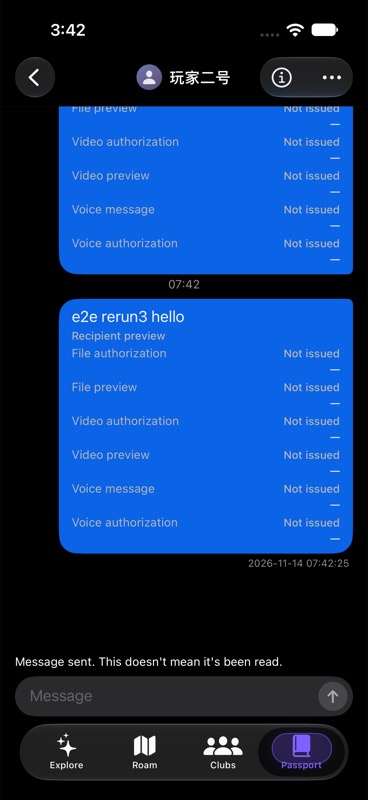 3:42
玩家二号
File preview Not issued
—
Video authorization Not issued
—
Video preview Not issued
—
Voice message Not issued
—
Voice authorization Not issued
—
07:42
e2e rerun3 hello
Recipient preview
File authorization Not issued
—
File preview Not issued
—
Video authorization Not issued
—
Video preview Not issued
—
Voice message Not issued
—
Voice authorization Not issued
—
2026-11-14 07:42:25
Message sent. This doesn't mean it's been read.
Message
Explore Roam Clubs Passport